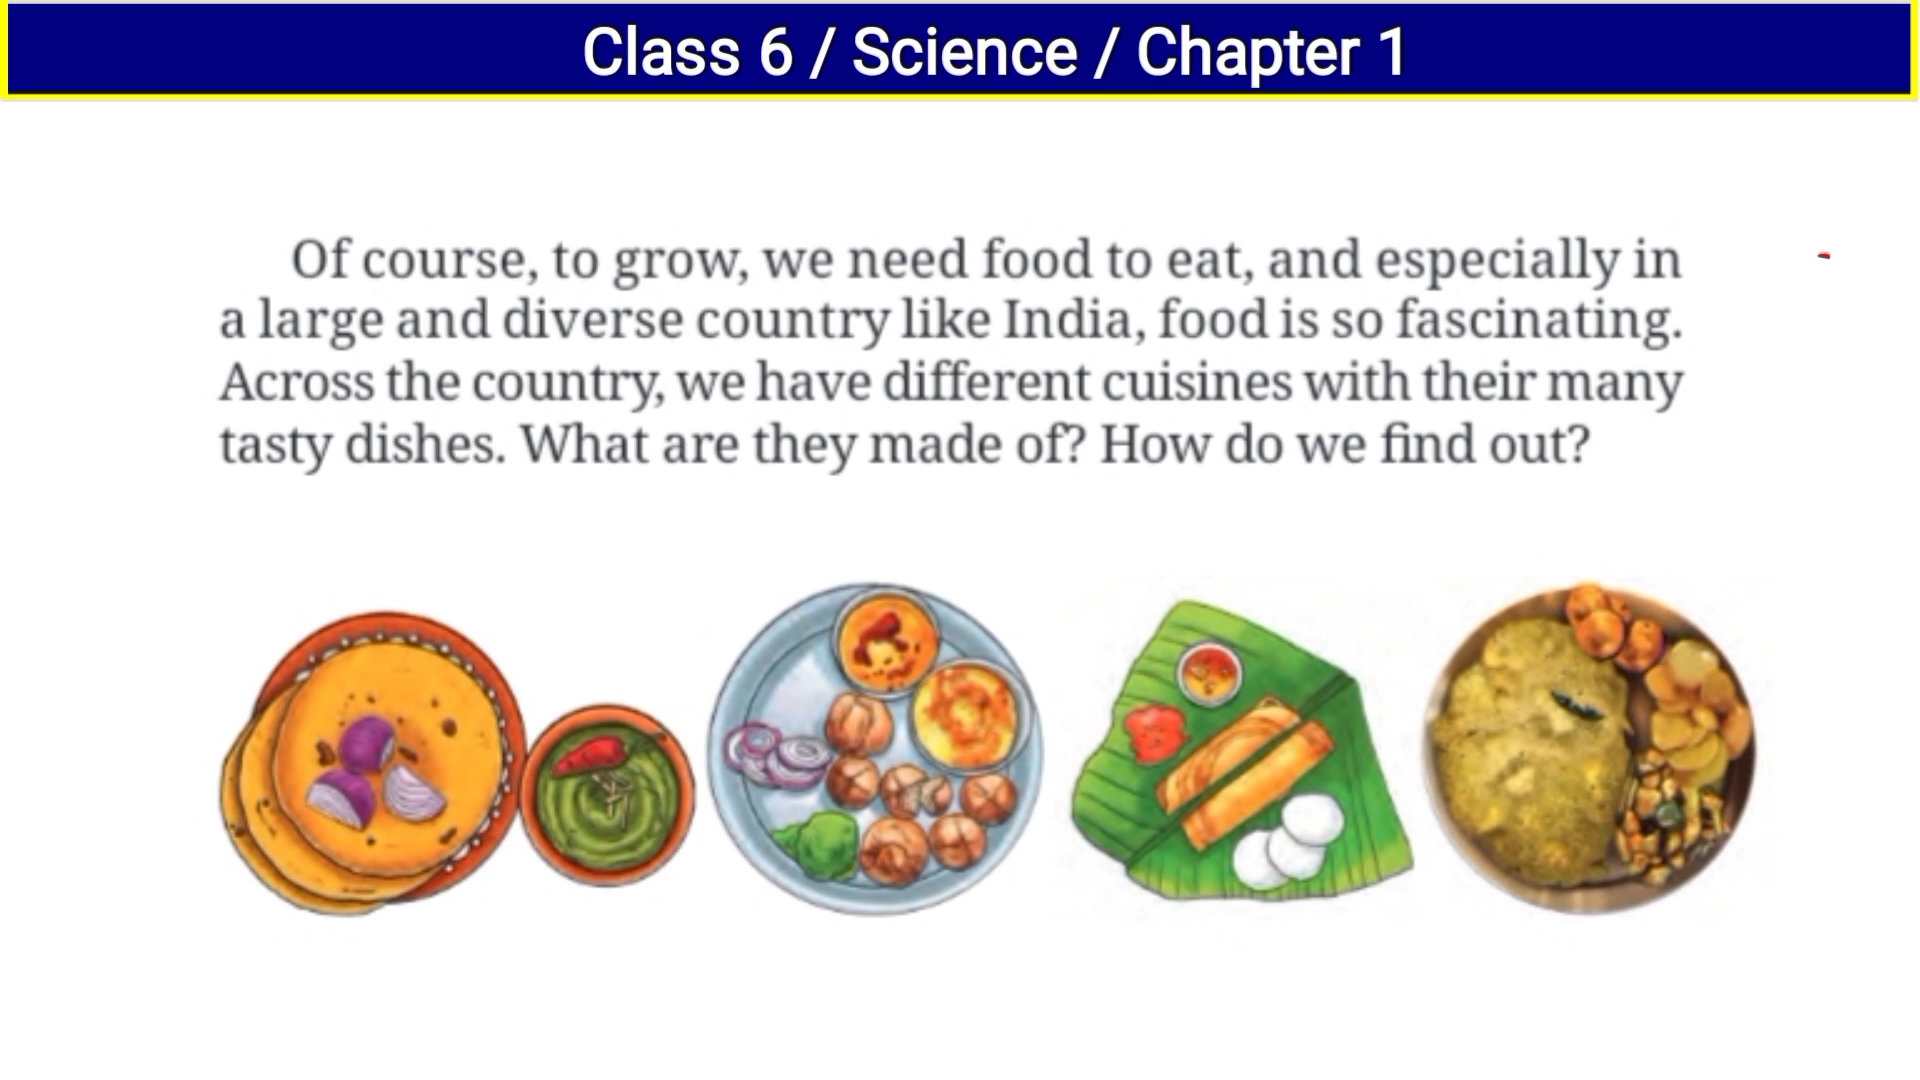 Class 6 / Science / Chapter 1
Of course, to grow, we need food to eat, and especially in
a large and diverse country like India, food is so fascinating.
Across the country, we have different cuisines with their many
tasty dishes. What are they made of? How do we find out?